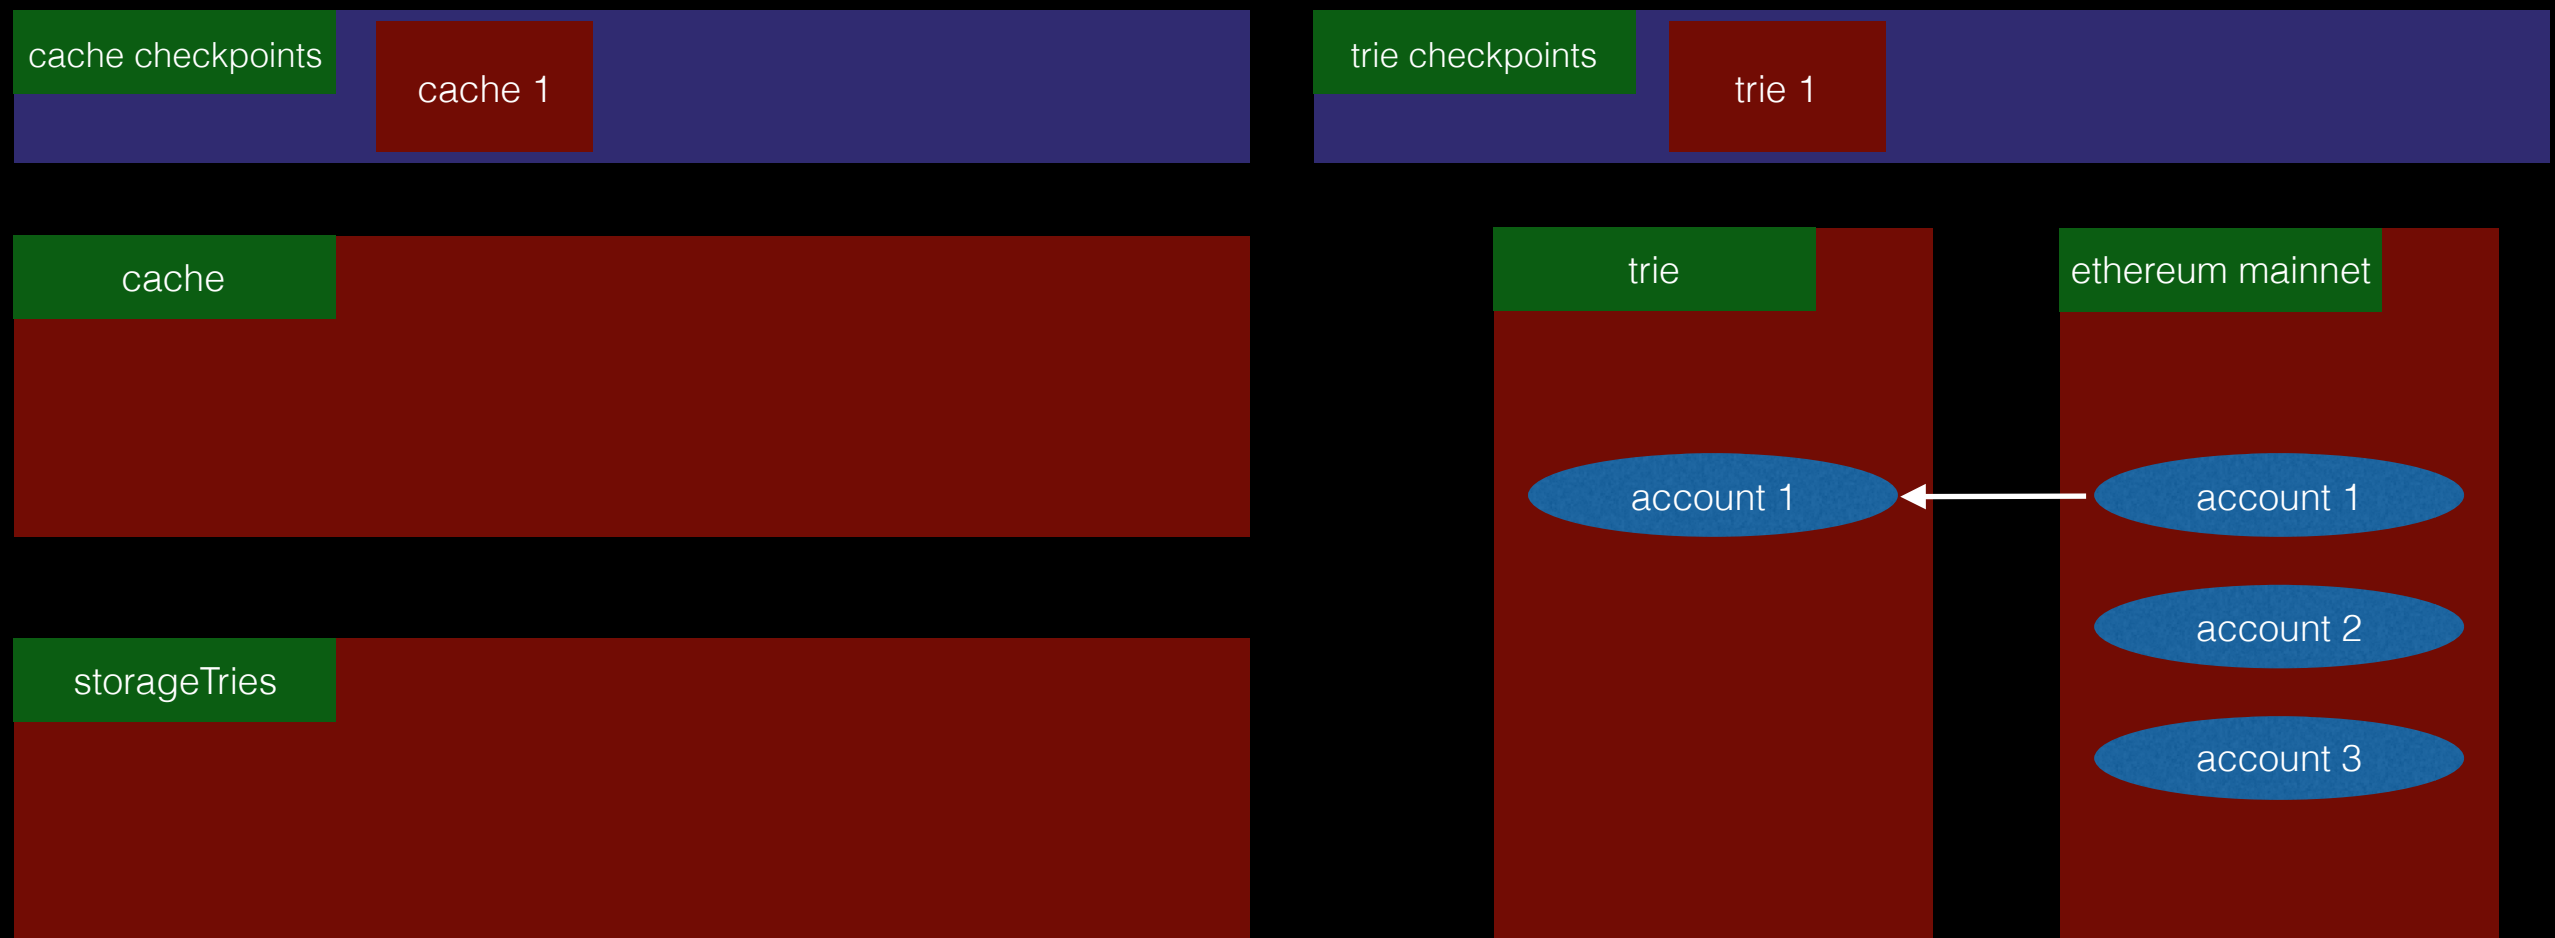 cache checkpoints
cache 1
trie checkpoints
trie 1
cache
trie
ethereum mainnet
account 1
account 1
account 2
storageTries
account 3